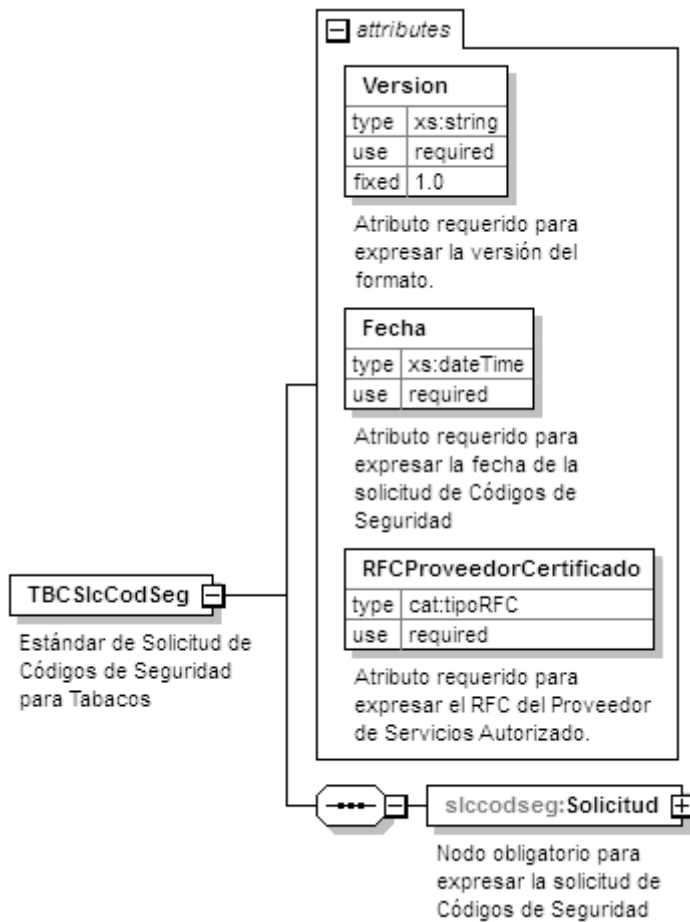 attributes
Version
type xs:string
use required
fixed 1.0
Atributo requerido para
expresar la versión del
formato.
Fecha
type xs:dateTime
use required
Atributo requerido para
expresar la fecha de la
solicitud de Códigos de
Seguridad
RFCProveedorCertificado
type cat:tipoRFC
use required
Atributo requerido para
expresar el RFC del Proveedor
de Servicios Autorizado.
TBCSlcCodSeg
Estándar de Solicitud de
Códigos de Seguridad
para Tabacos
slccodseg:Solicitud
Nodo obligatorio para
expresar la solicitud de
Códigos de Seguridad